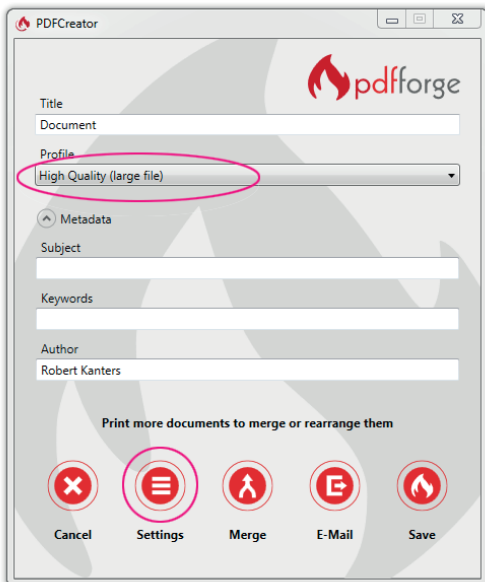 PDFCreator
pdfforge
Title
Document
Profile
High Quality (large file)
Metadata
Subject
Keywords
Author
Robert Kanters
Print more documents to merge or rearrange them
Cancel Settings Merge E-Mail Save